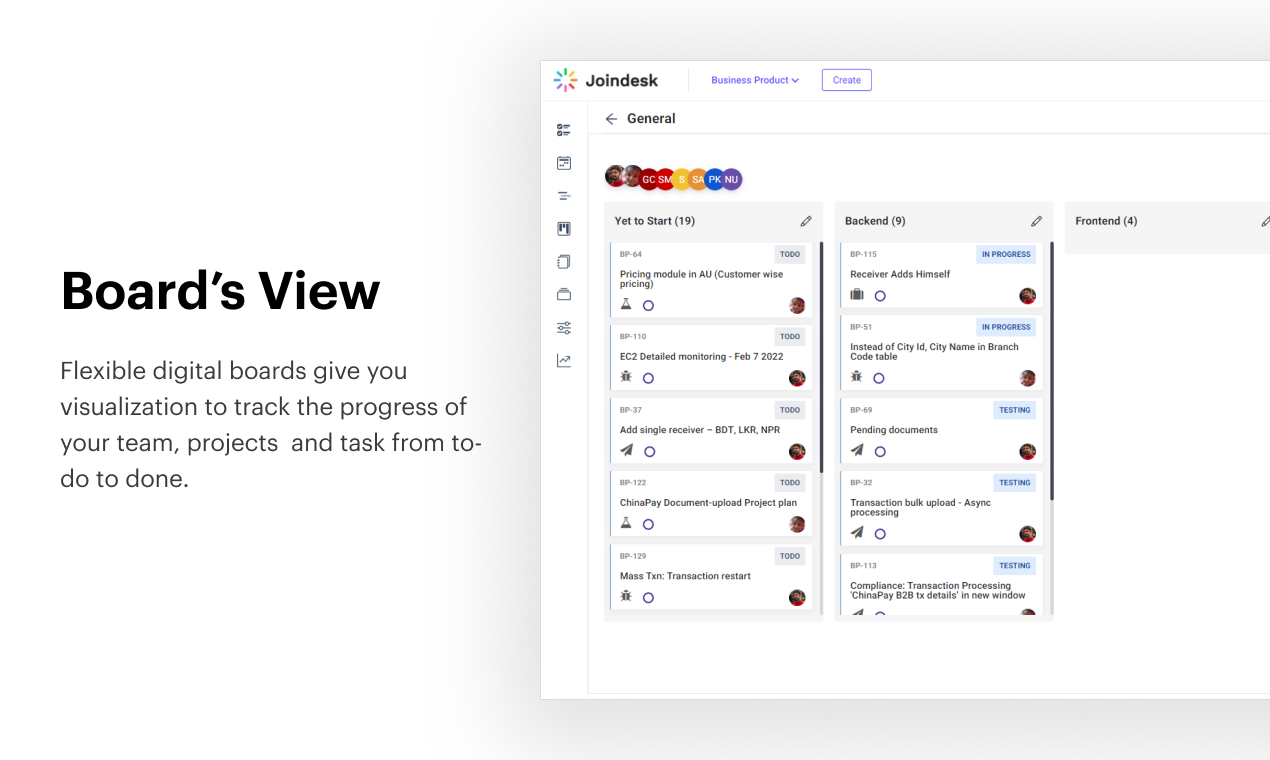 Board's View
Flexible digital boards give you
visualization to track the progress of
your team, projects  and task from to-
do to done.
Joindesk
Business Product
Create
General
GC SM S SA PK NU
Yet to Start (19)
BP-64
TODO
Pricing module in AU (Customer wise
pricing)
BP-110
TODO
EC2 Detailed monitoring - Feb 7 2022
BP-37
TODO
Add single receiver – BDT, LKR, NPR
BP-122
TODO
ChinaPay Document-upload Project plan
BP-129
TODO
Mass Txn: Transaction restart
Backend (9)
BP-115
IN PROGRESS
Receiver Adds Himself
BP-51
IN PROGRESS
Instead of City Id, City Name in Branch
Code table
BP-69
TESTING
Pending documents
BP-32
TESTING
Transaction bulk upload - Async
processing
BP-113
TESTING
Compliance: Transaction Processing
'ChinaPay B2B tx details' in new window
Frontend (4)